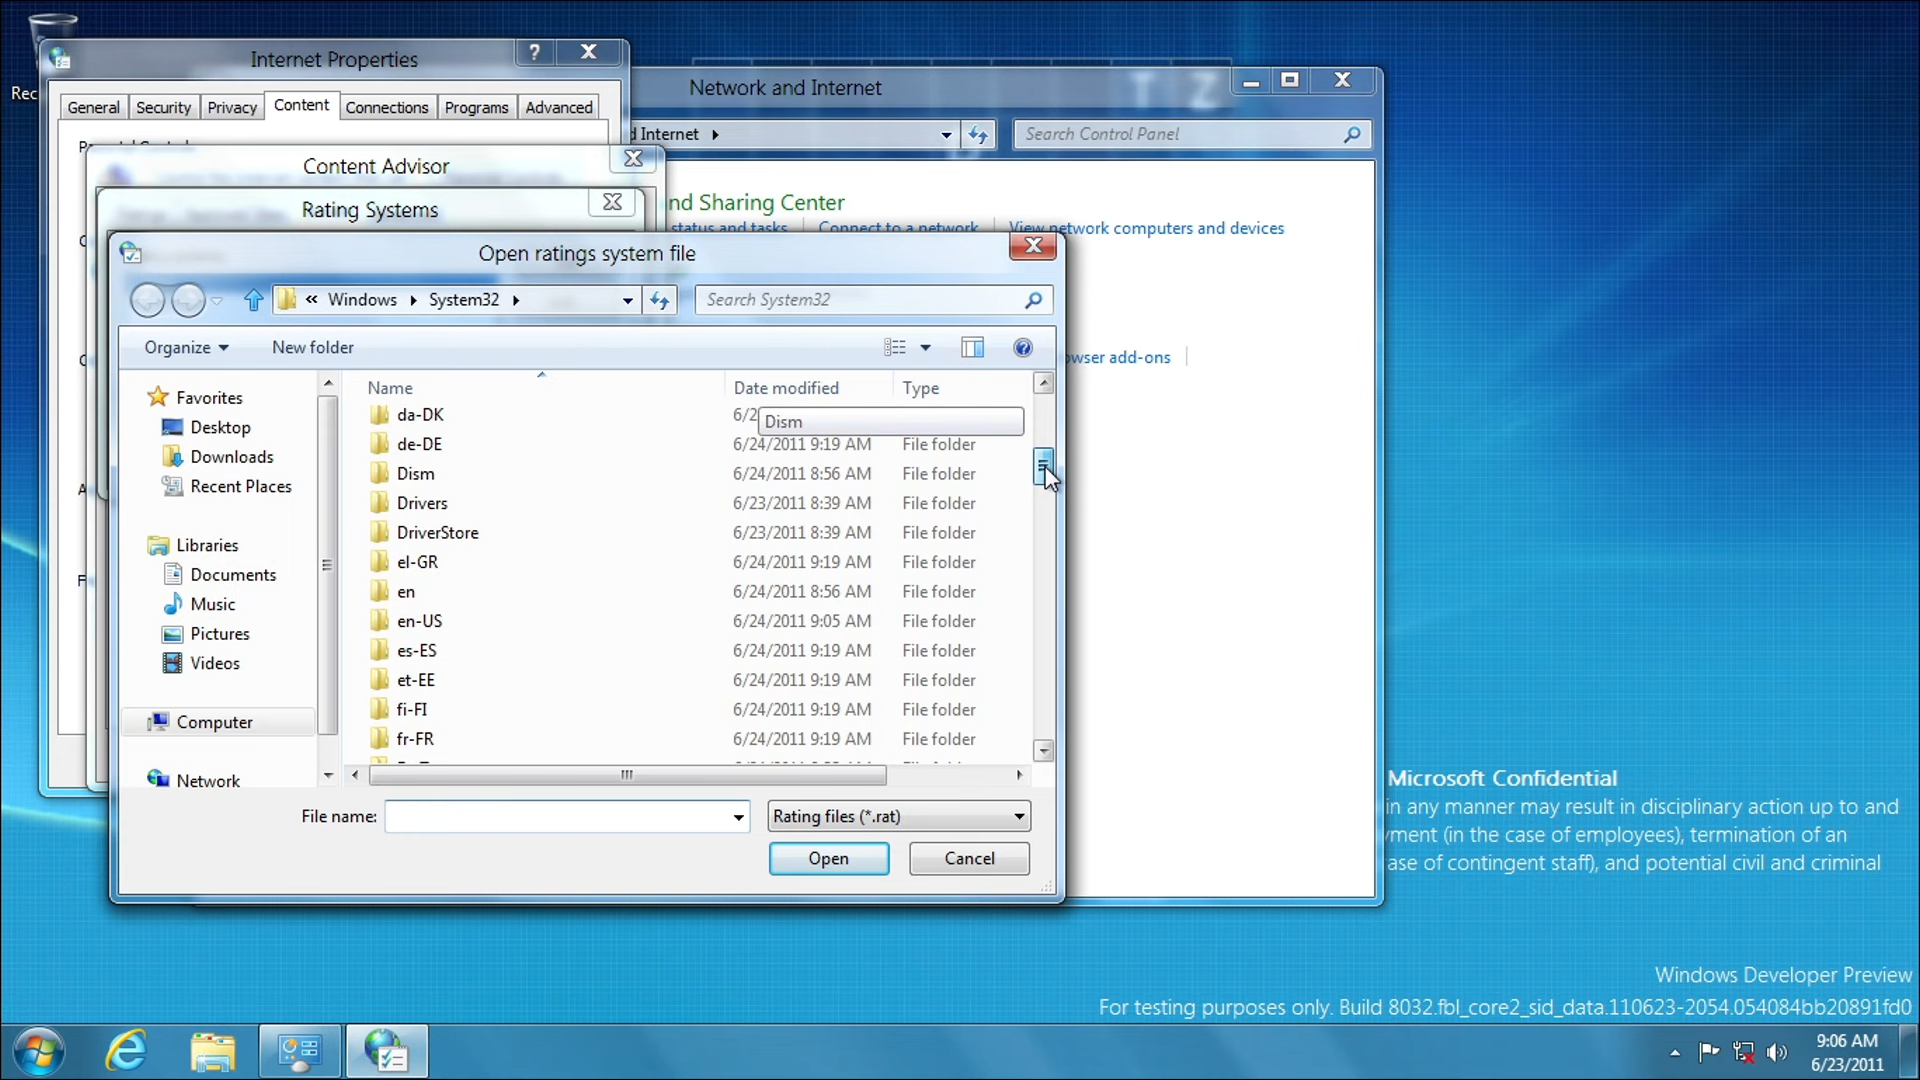 Rec
Internet Properties
?
General
Security
Privacy
Content
Connections
Programs
Advanced
Network and Internet
T Z
d Internet
Search Control Panel
Content Advisor
Rating Systems
nd Sharing Center
status and tasks
Connect to a network
View network computers and devices
owser add-ons
Open ratings system file
« Windows System32
Search System32
Organize
New folder
Favorites
Desktop
Downloads
Recent Places
Libraries
Documents
Music
Pictures
Videos
Computer
Network
Name Date modified Type
da-DK 6/2
Dism
de-DE 6/24/2011 9:19 AM File folder
Dism 6/24/2011 8:56 AM File folder
Drivers 6/23/2011 8:39 AM File folder
DriverStore 6/23/2011 8:39 AM File folder
el-GR 6/24/2011 9:19 AM File folder
en 6/24/2011 8:56 AM File folder
en-US 6/24/2011 9:05 AM File folder
es-ES 6/24/2011 9:19 AM File folder
et-EE 6/24/2011 9:19 AM File folder
fi-FI 6/24/2011 9:19 AM File folder
fr-FR 6/24/2011 9:19 AM File folder
File name:
Rating files (*.rat)
Open
Cancel
Microsoft Confidential
in any manner may result in disciplinary action up to and
ment (in the case of employees), termination of an
ase of contingent staff), and potential civil and criminal
Windows Developer Preview
For testing purposes only. Build 8032.fbl_core2_sid_data.110623-2054.054084bb20891fd0
9:06 AM
6/23/2011